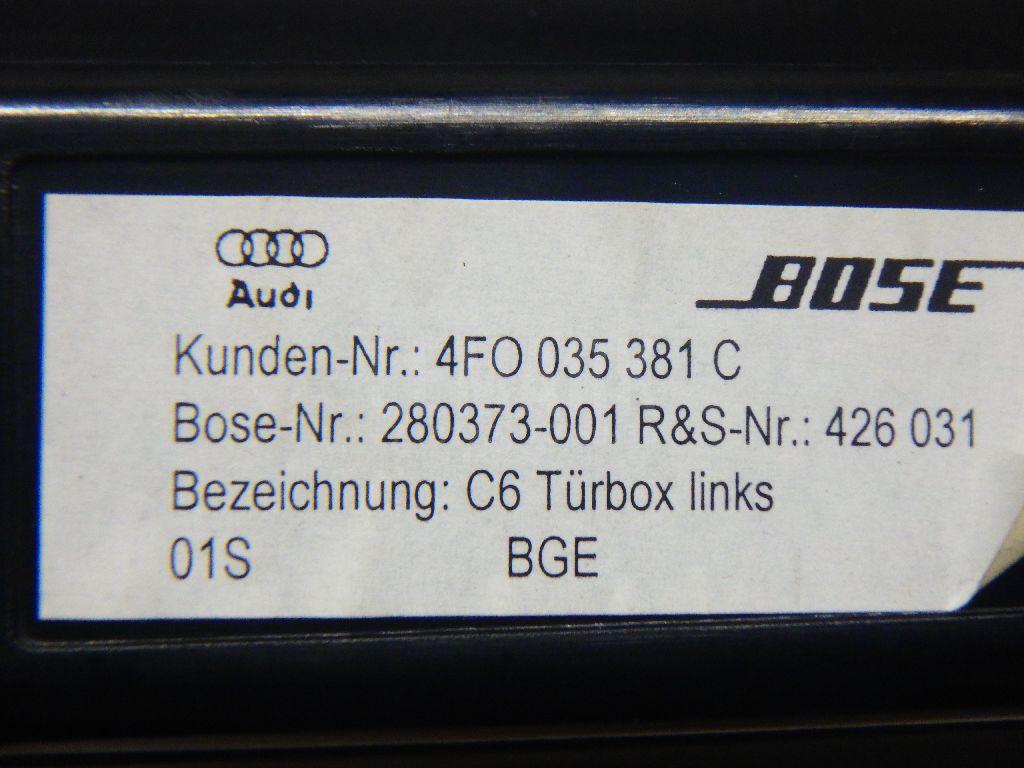 Audi
BOSE
Kunden-Nr.: 4FO 035 381 C
Bose-Nr.: 280373-001 R&S-Nr.: 426 031
Bezeichnung: C6 Türbox links
01S BGE